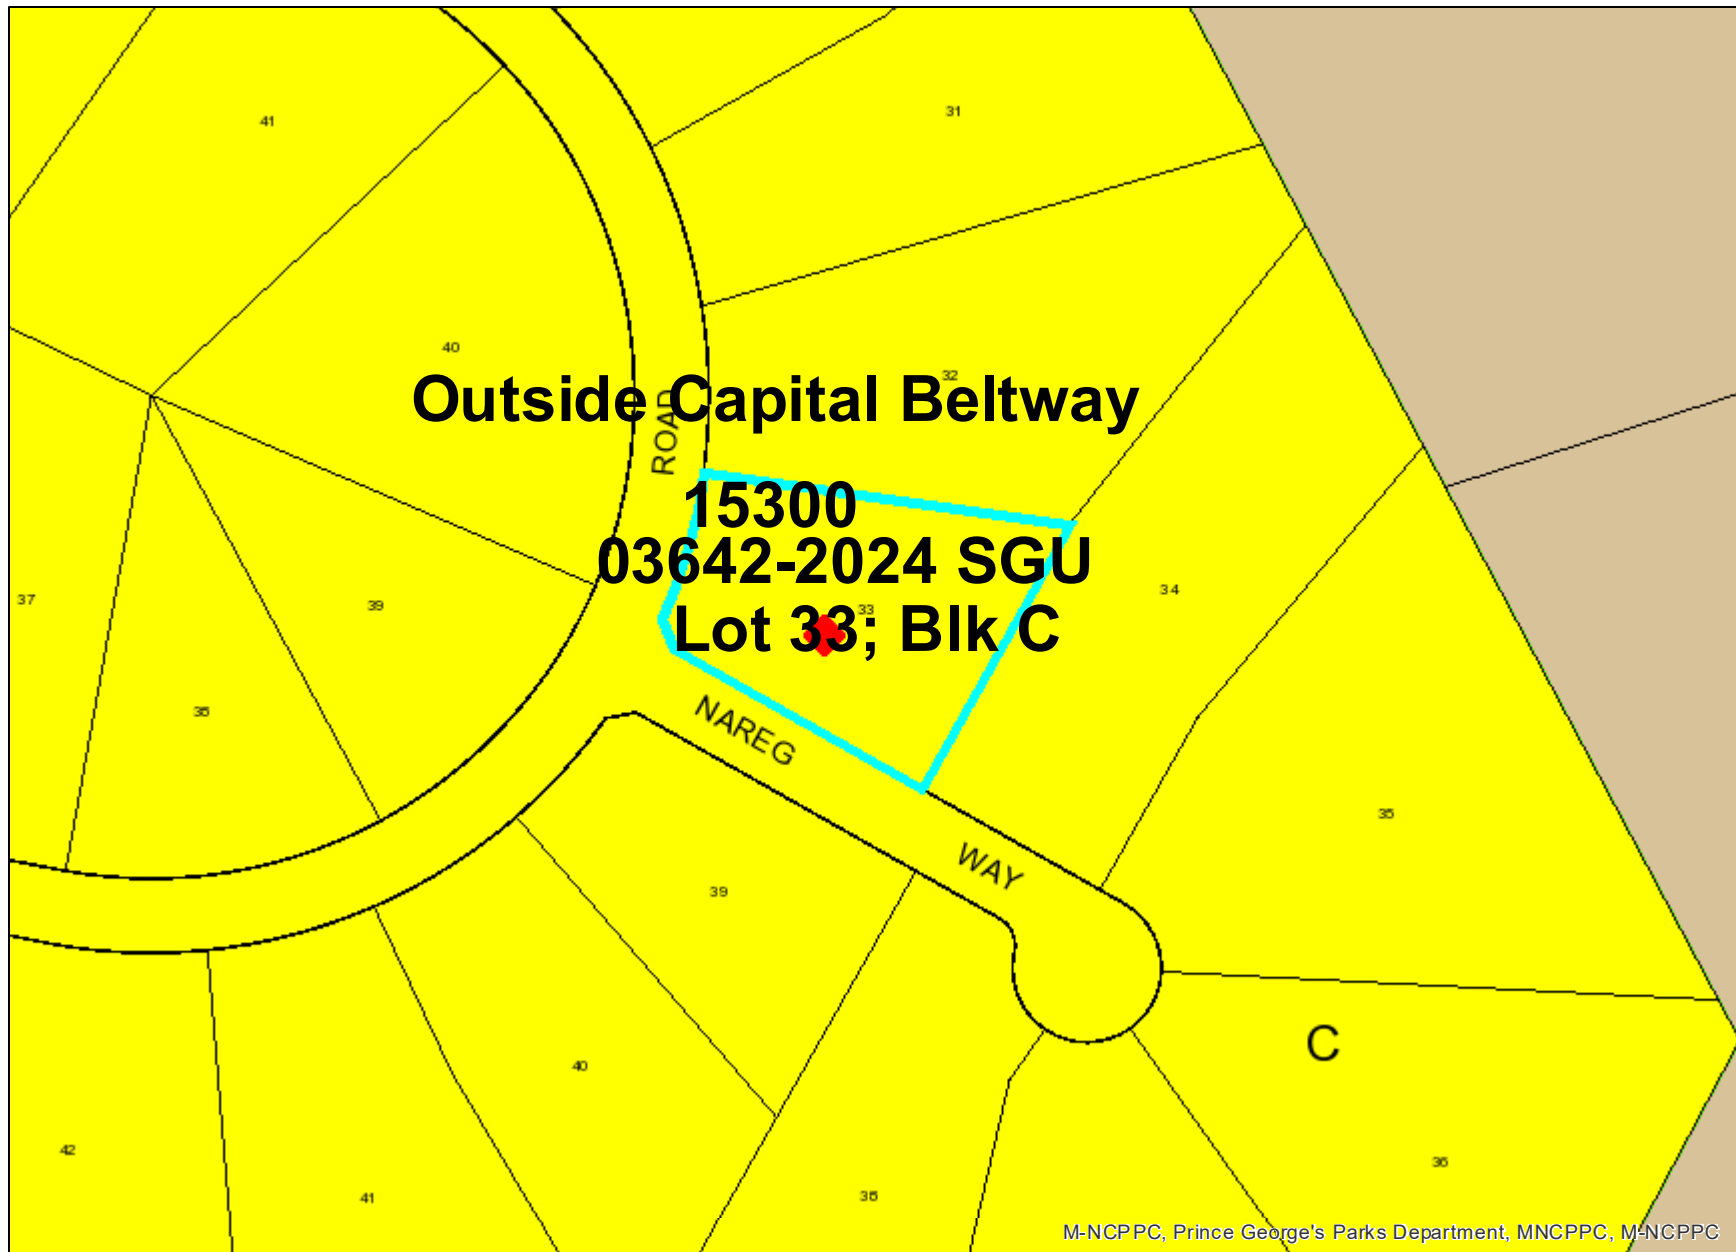 31
41
40
32
Outside Capital Beltway
ROAD
15300
03642-2024 SGU
33
Lot 33; Blk C
34
37
39
38
NAREG
WAY
35
39
C
40
42
41
38
36
M-NCPPC, Prince George's Parks Department, MNCPPC, M-NCPPC